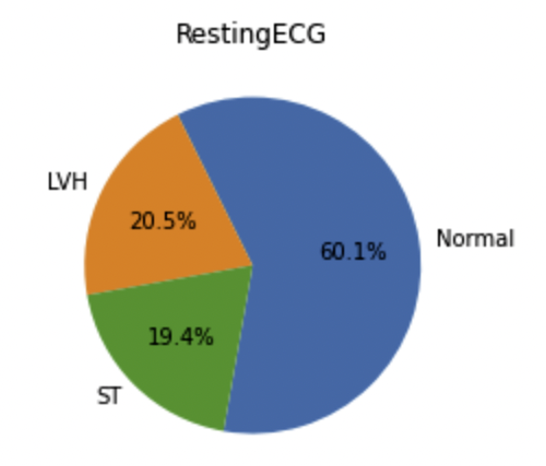 RestingECG
LVH
20.5%
60.1%
Normal
19.4%
ST